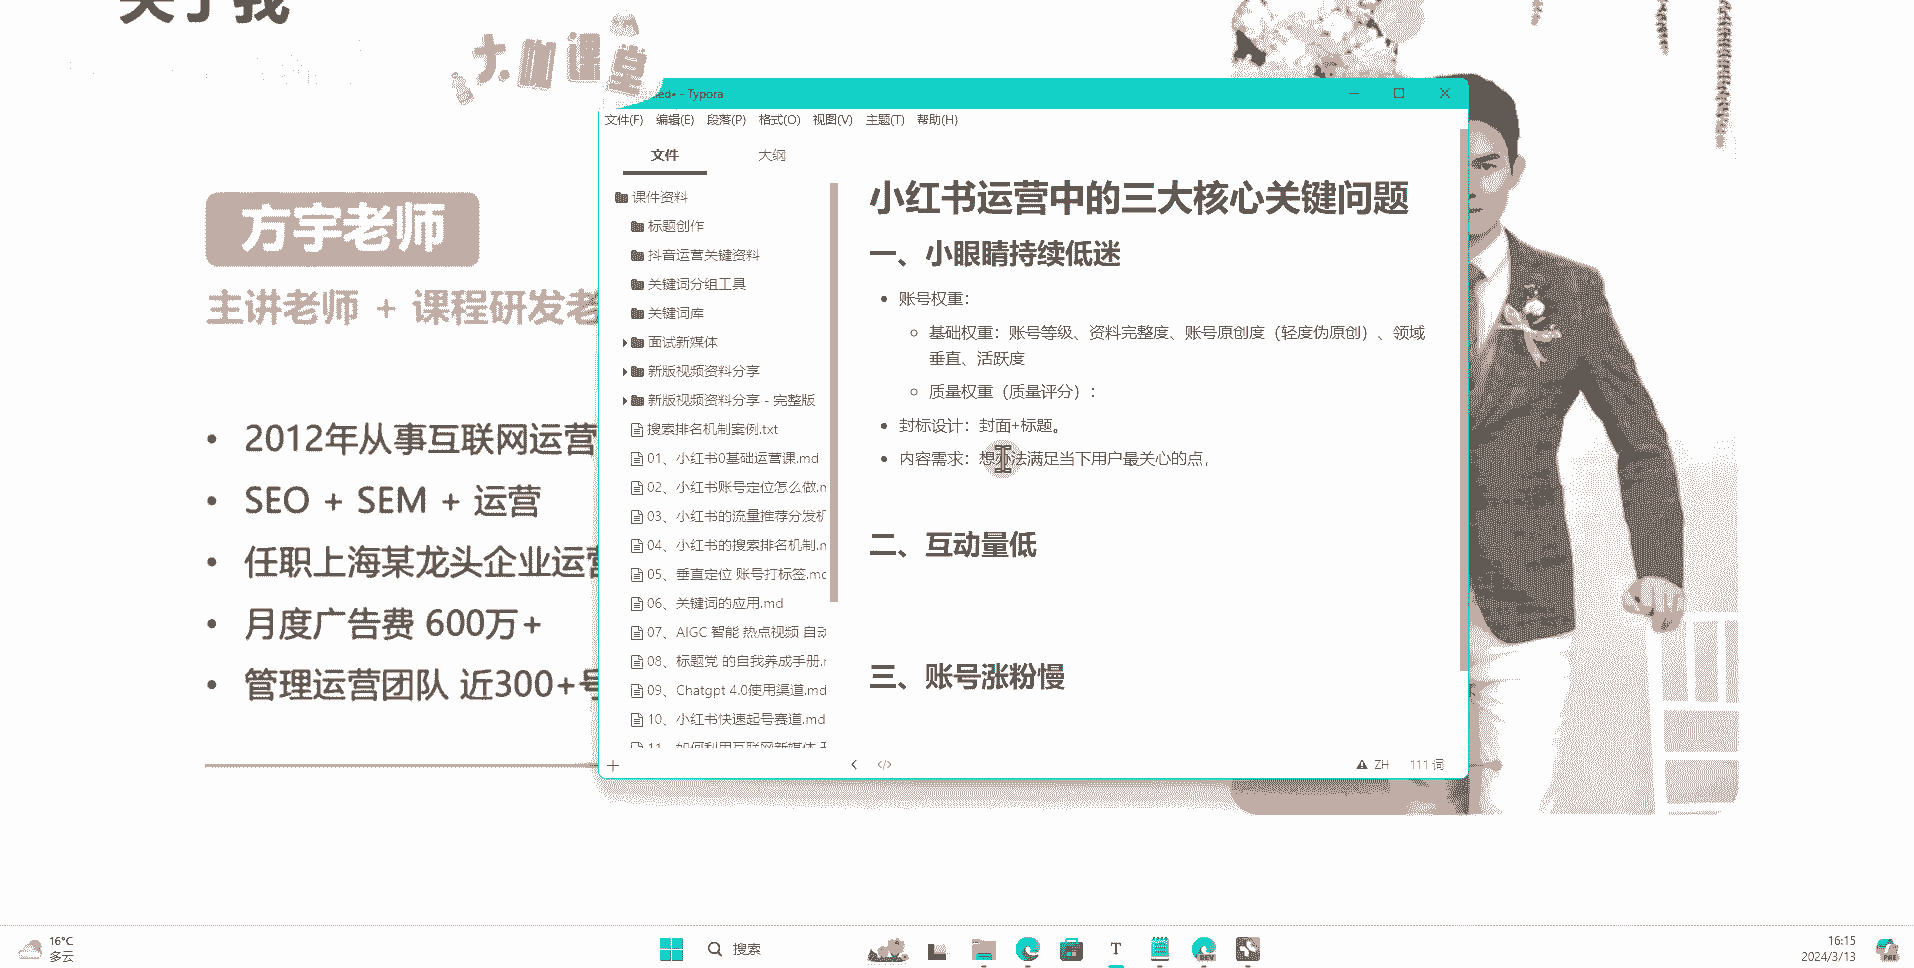 关于我
大咖课堂
方宇老师
主讲老师 + 课程研发老
2012年从事互联网运营
SEO + SEM + 运营
任职上海某龙头企业运营
月度广告费 600万+
管理运营团队 近300+号
ed• - Typora
文件(F) 编辑(E) 段落(P) 格式(O) 视图(V) 主题(T) 帮助(H)
文件 大纲
课件资料
标题创作
抖音运营关键资料
关键词分组工具
关键词库
面试新媒体
新版视频资料分享
新版视频资料分享 - 完整版
搜索排名机制案例.txt
01、小红书0基础运营课.md
02、小红书账号定位怎么做.m
03、小红书的流量推荐分发机
04、小红书的搜索排名机制.m
05、垂直定位 账号打标签.md
06、关键词的应用.md
07、AIGC 智能 热点视频 自动
08、标题党 的自我养成手册.m
09、Chatgpt 4.0使用渠道.md
10、小红书快速起号赛道.md
11、如何利用互联网新媒体
小红书运营中的三大核心关键问题
一、小眼睛持续低迷
账号权重：
基础权重：账号等级、资料完整度、账号原创度（轻度伪原创）、领域
垂直、活跃度
质量权重（质量评分）：
封标设计：封面+标题。
内容需求：想办法满足当下用户最关心的点，
二、互动量低
三、账号涨粉慢
ZH 111 词
16°C
多云
搜索
16:15
2024/3/13